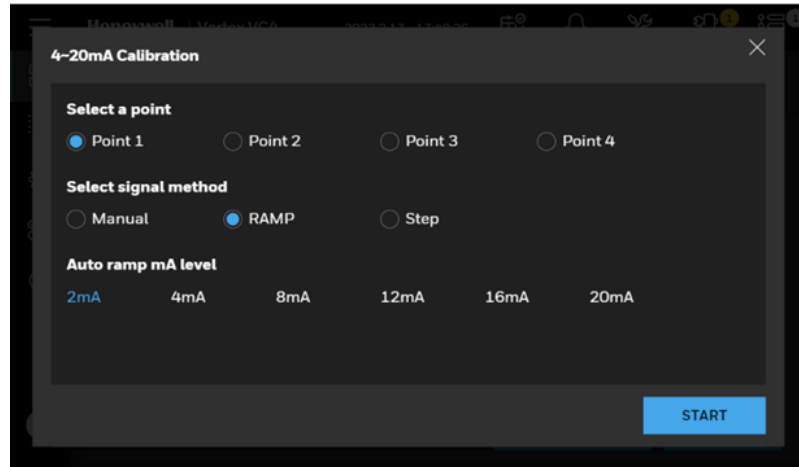 Honeywell
4~20mA Calibration
Select a point
Point 1 Point 2 Point 3 Point 4
Select signal method
Manual RAMP Step
Auto ramp mA level
2mA 4mA 8mA 12mA 16mA 20mA
START